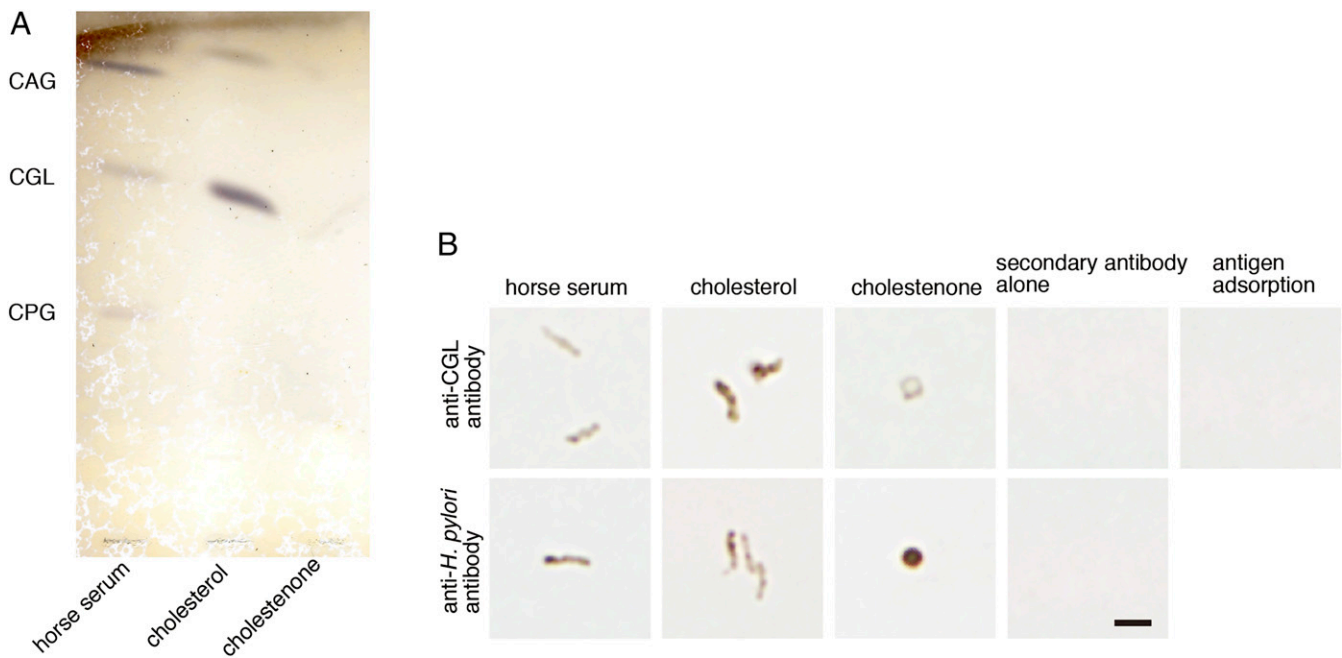 A
CAG
CGL
CPG
horse serum
cholesterol
cholestenone
B
horse serum
cholesterol
cholestenone
secondary antibody
alone
antigen
adsorption
anti-CGL
antibody
anti-H. pylori
antibody